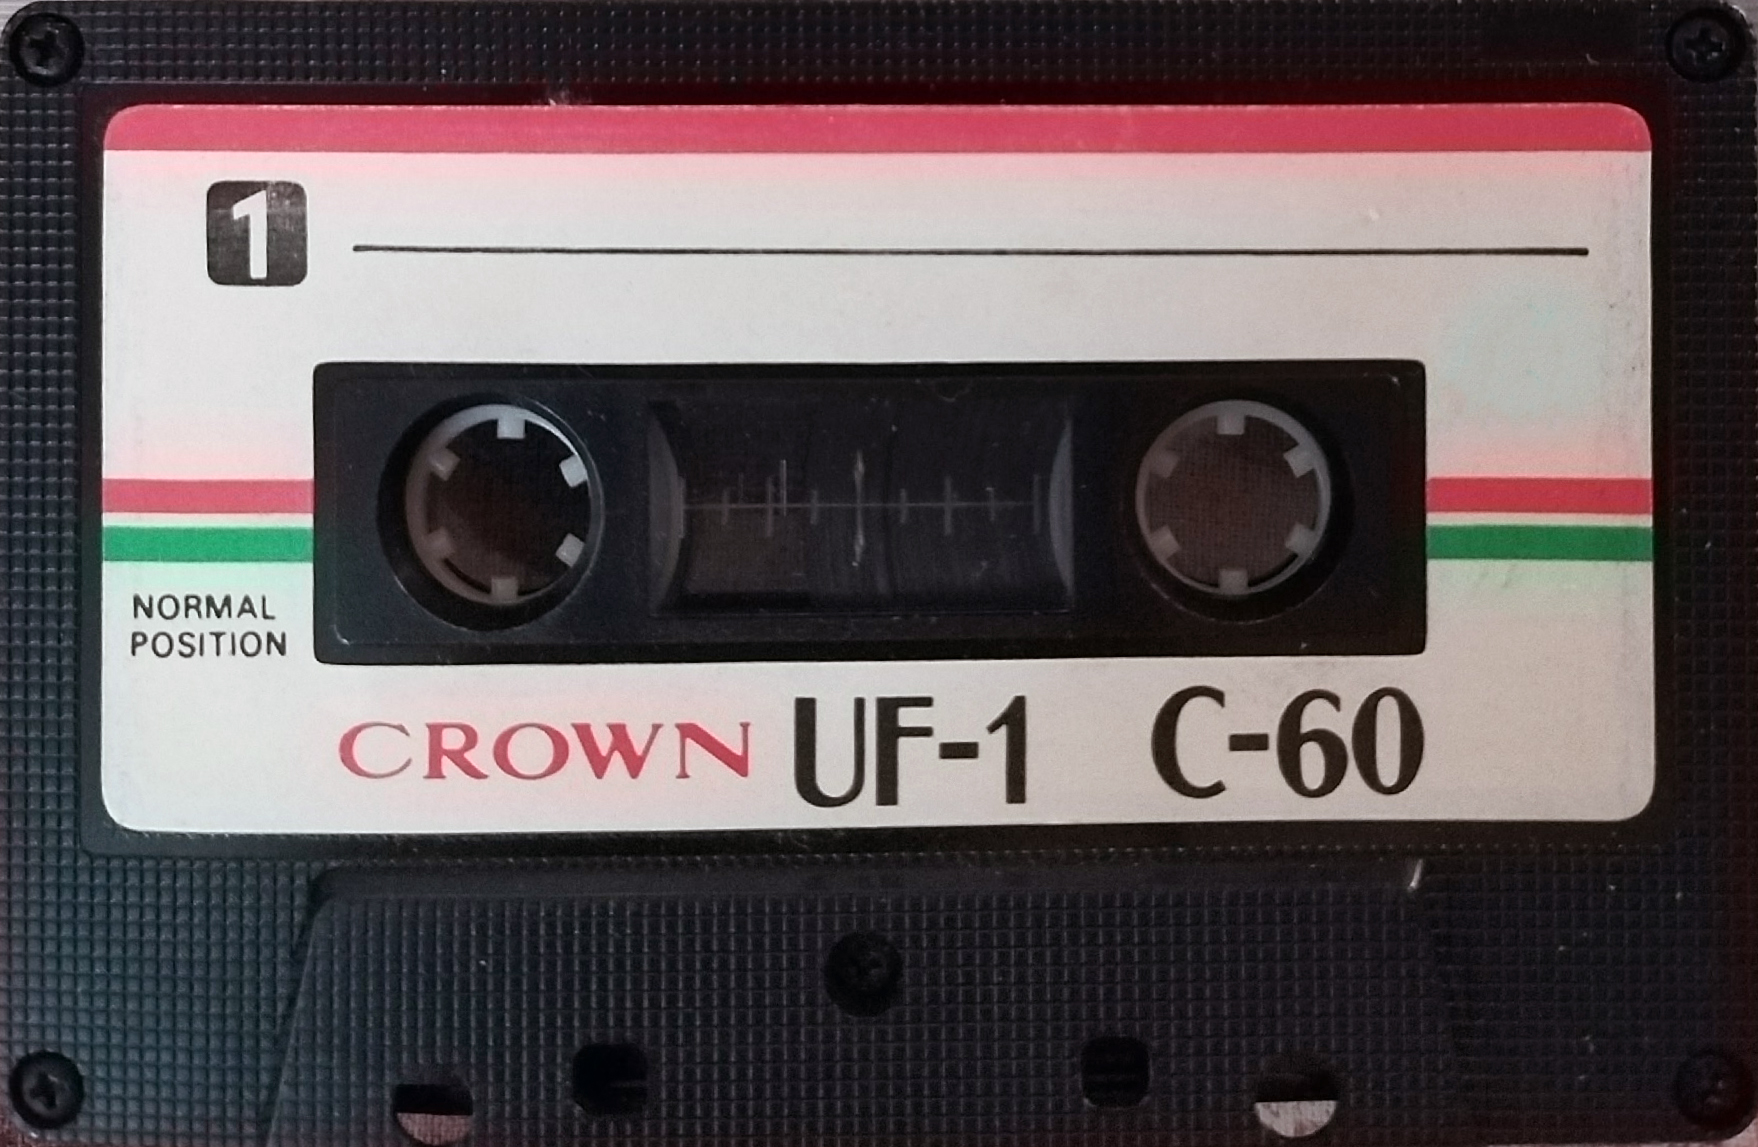 1
NORMAL
POSITION
CROWN UF-1 C-60